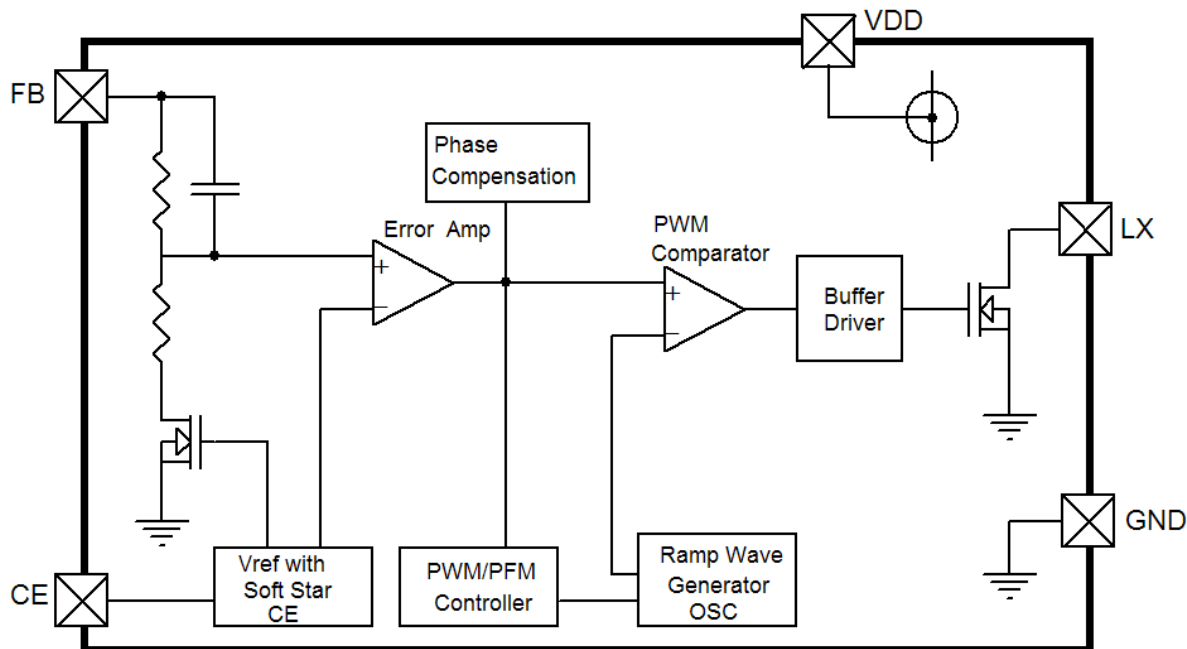 VDD
FB
Phase
Compensation
Error Amp
+
−
PWM
Comparator
+
−
Buffer
Driver
LX
GND
CE
Vref with
Soft Star
CE
PWM/PFM
Controller
Ramp Wave
Generator
OSC